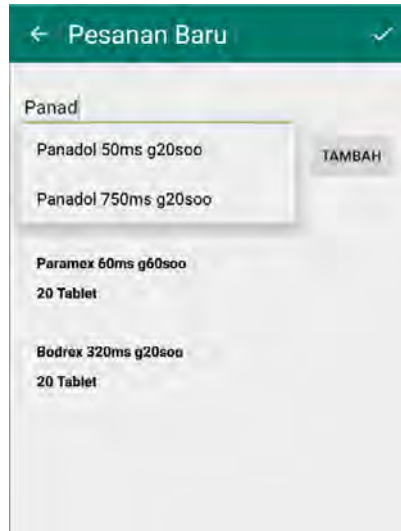 Pesanan Baru
Panad
Panadol 50ms g20soo
TAMBAH
Panadol 750ms g20soo
Paramex 60ms g60soo
20 Tablet
Bodrex 320ms g20soo
20 Tablet